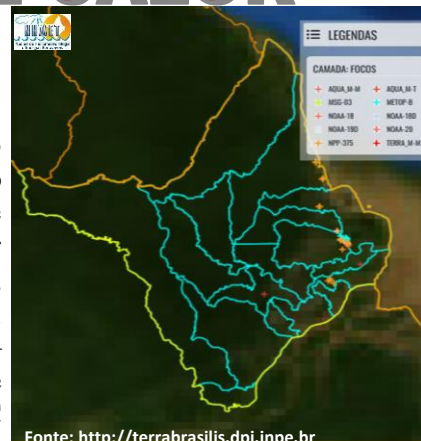 LEGENDAS
CAMADA: FOCOS
AQUA_M-M AQUA_M-T
MSG-03 METOP-B
NOAA-18 NOAA-18D
NOAA-19D NOAA-20
NPP-375 TERRA_M-M
Fonte: http://terrabrasilis.dpi.inpe.br